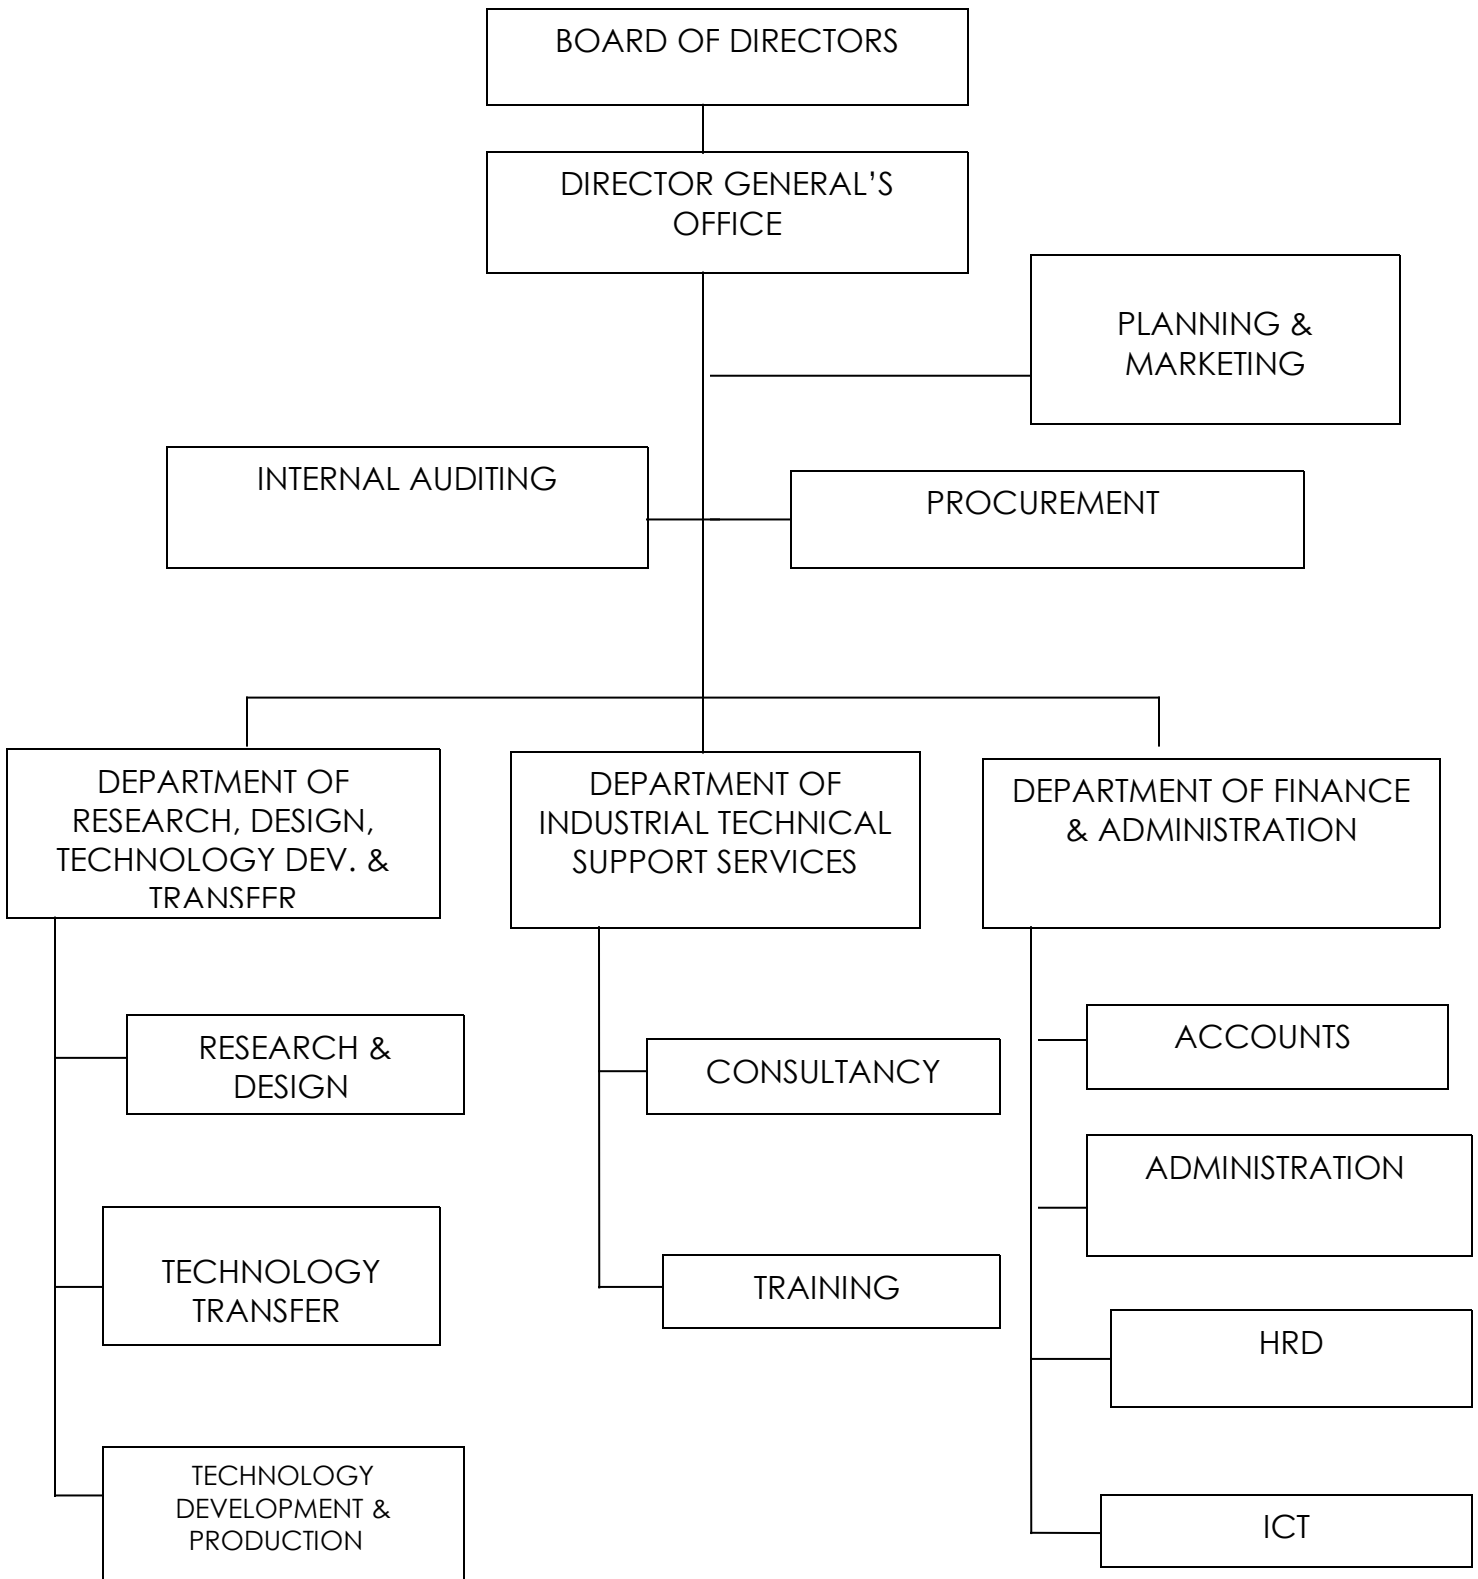 BOARD OF DIRECTORS
DIRECTOR GENERAL’S
OFFICE
PLANNING &
MARKETING
INTERNAL AUDITING
PROCUREMENT
DEPARTMENT OF
RESEARCH, DESIGN,
TECHNOLOGY DEV. &
TRANSFER
DEPARTMENT OF
INDUSTRIAL TECHNICAL
SUPPORT SERVICES
DEPARTMENT OF FINANCE
& ADMINISTRATION
RESEARCH &
DESIGN
TECHNOLOGY
TRANSFER
TECHNOLOGY
DEVELOPMENT &
PRODUCTION
CONSULTANCY
TRAINING
ACCOUNTS
ADMINISTRATION
HRD
ICT